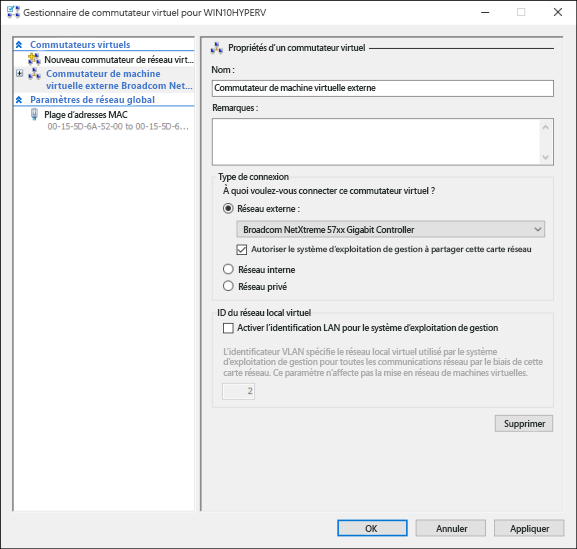 Gestionnaire de commutateur virtuel pour WIN10HYPERV
Commutateurs virtuels
Nouveau commutateur de réseau virt...
Commutateur de machine
virtuelle externe Broadcom Net...
Paramètres de réseau global
Plage d'adresses MAC
00-15-5D-6A-52-00 to 00-15-5D-6...
Propriétés d'un commutateur virtuel
Nom :
Commutateur de machine virtuelle externe
Remarques :
Type de connexion
À quoi voulez-vous connecter ce commutateur virtuel ?
Réseau externe :
Broadcom NetXtreme 57xx Gigabit Controller
Autoriser le système d'exploitation de gestion à partager cette carte réseau
Réseau interne
Réseau privé
ID du réseau local virtuel
Activer l'identification LAN pour le système d'exploitation de gestion
L'identificateur VLAN spécifie le réseau local virtuel utilisé par le système
d'exploitation de gestion pour toutes les communications réseau par le biais de cette
carte réseau. Ce paramètre n'affecte pas la mise en réseau de machines virtuelles.
2
Supprimer
OK
Annuler
Appliquer